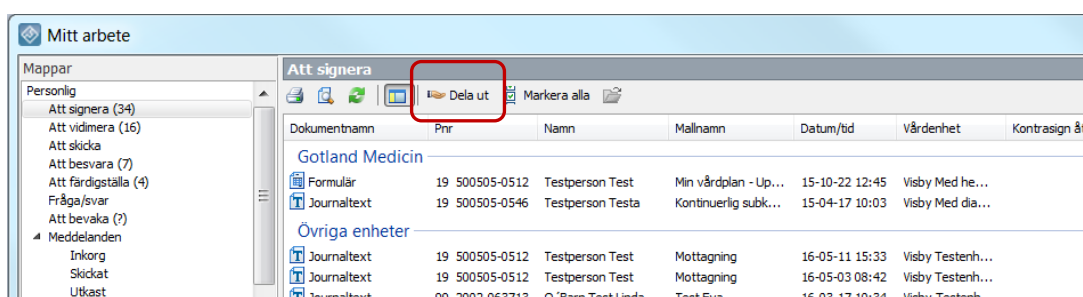 Mitt arbete
Mappar
Personlig
Att signera (34)
Att vidimera (16)
Att skicka
Att besvara (7)
Att färdigställa (4)
Fråga/svar
Att bevaka (?)
Meddelanden
Inkorg
Skickat
Utkast
Att signera
Dela ut Markera alla
Dokumentnamn Pnr Namn Mallnamn Datum/tid Vårdenhet Kontrasign åt
Gotland Medicin
Formulär 19 500505-0512 Testperson Test Min vårdplan - Up... 15-10-22 12:45 Visby Med he...
Journaltext 19 500505-0546 Testperson Testa Kontinuerlig subk... 15-04-17 10:03 Visby Med dia...
Övriga enheter
Journaltext 19 500505-0512 Testperson Test Mottagning 16-05-11 15:33 Visby Testenh...
Journaltext 19 500505-0512 Testperson Test Mottagning 16-05-03 08:42 Visby Testenh...